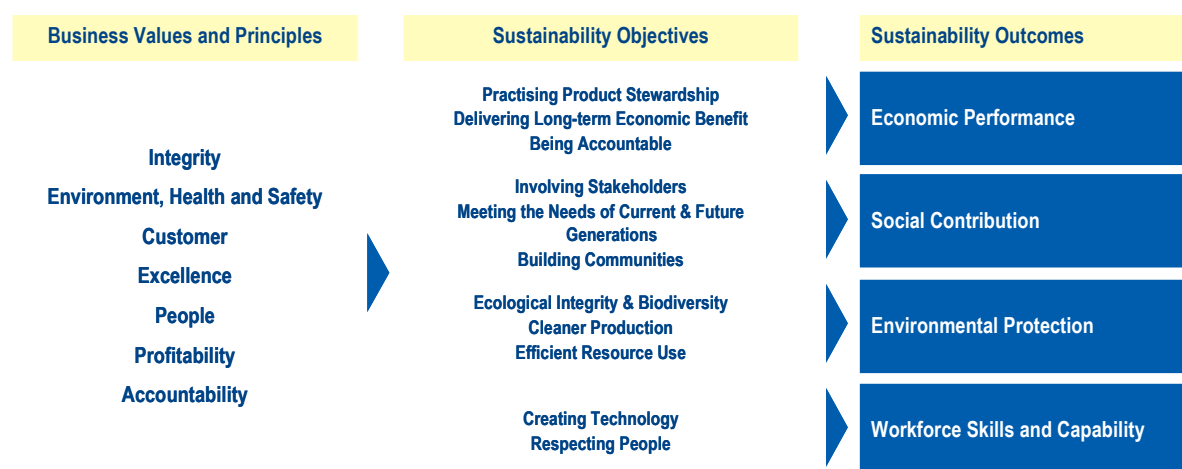 Business Values and Principles
Sustainability Objectives
Sustainability Outcomes
Integrity
Environment, Health and Safety
Customer
Excellence
People
Profitability
Accountability
Practising Product Stewardship
Delivering Long-term Economic Benefit
Being Accountable
Involving Stakeholders
Meeting the Needs of Current & Future
Generations
Building Communities
Ecological Integrity & Biodiversity
Cleaner Production
Efficient Resource Use
Creating Technology
Respecting People
Economic Performance
Social Contribution
Environmental Protection
Workforce Skills and Capability